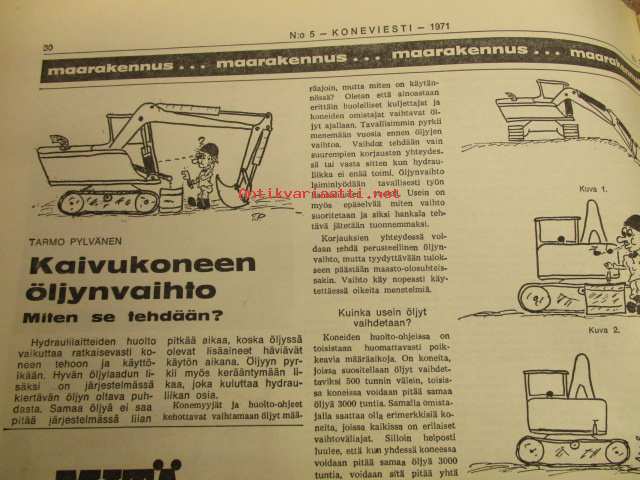 30
N:o 5 — KONEVIESTI — 1971
maarakennus . . . maarakennus . . . maarakennus . . . maarakennus
?
TP
TARMO PYLVÄNEN
Kaivukoneen
öljynvaihto
Miten se tehdään?
Hydraulilaitteiden huolto
vaikuttaa ratkaisevasti ko-
neen tehoon ja käyttö-
ikään. Hyvän öljylaadun li-
säksi on järjestelmässä
kiertävän öljyn oltava puh-
dasta. Samaa öljyä ei saa
pitää järjestelmässä liian
pitkää aikaa, koska öljyssä
olevat lisäaineet häviävät
käytön aikana. Öljyyn pyr-
kii myös kerääntymään lik-
kaa, joka kuluttaa hydrau-
liikan osia.
Konemyyjät ja huolto-ohjeet
kehottavat vaihtamaan öljyt mää-
räajoin, mutta miten on käytän-
nössä? Oletan että ainoastaan
erittäin huolelliset kuljettajat ja
koneiden omistajat vaihtavat öl-
jyt ajallaan. Tavallisimmin pyrkii
menemään vuosia ennen öljyjen
vaihtoa. Vaihdon tehdään vain
suurempien korjausten yhteydes-
sä tai vasta sitten kun hydrau-
liikka ei enää toimi. Öljynvaihto
laiminlyödään tavallisesti työn
Usein on
myös epäselvää miten vaihto
suoritetaan ja siksi hankala teh-
tävä jätetään tuonnemmaksi.
Korjauksien yhteydessä voi-
daan tehdä perusteellinen öljyn-
vaihto, mutta tyydyttävään tulok-
seen päästään maasto-olosuhteis-
sakin. Vaihto käy nopeasti käy-
tettäessä oikeita menetelmiä.
Kuinka usein öljyt
vaihdetaan?
Koneiden huolto-ohjeissa on
toisistaan huomattavasti poik-
keavia määräaikoja. On koneita,
joissa suositellaan öljyt vaihdet-
taviksi 500 tunnin välein, toisis-
sa koneissa voidaan pitää samaa
öljyä 3000 tuntia. Samalla omista-
jalla saattaa olla erimerkkisiä ko-
neita, joissa kaikissa on erilaiset
vaihtoväliajat. Silloin helposti
luulee, että kun yhdessä koneessa
voidaan pitää samaa öljyä 3000
tuntia, voidaan sitä pitää yhtä
Kuva 1.
Kuva 2.
MITÄ
antikvariaatti.net